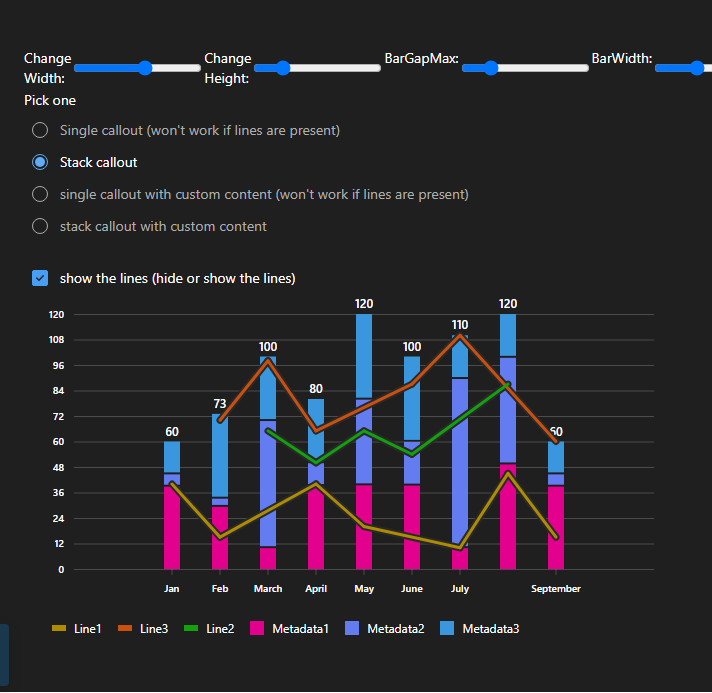 Change Width:
Change Height:
BarGapMax:
BarWidth:
Pick one
Single callout (won't work if lines are present)
Stack callout
single callout with custom content (won't work if lines are present)
stack callout with custom content
show the lines (hide or show the lines)
120
108
96
84
72
60
48
36
24
12
0
60
73
100
80
120
100
110
120
60
Jan
Feb
March
April
May
June
July
September
Line1
Line3
Line2
Metadata1
Metadata2
Metadata3